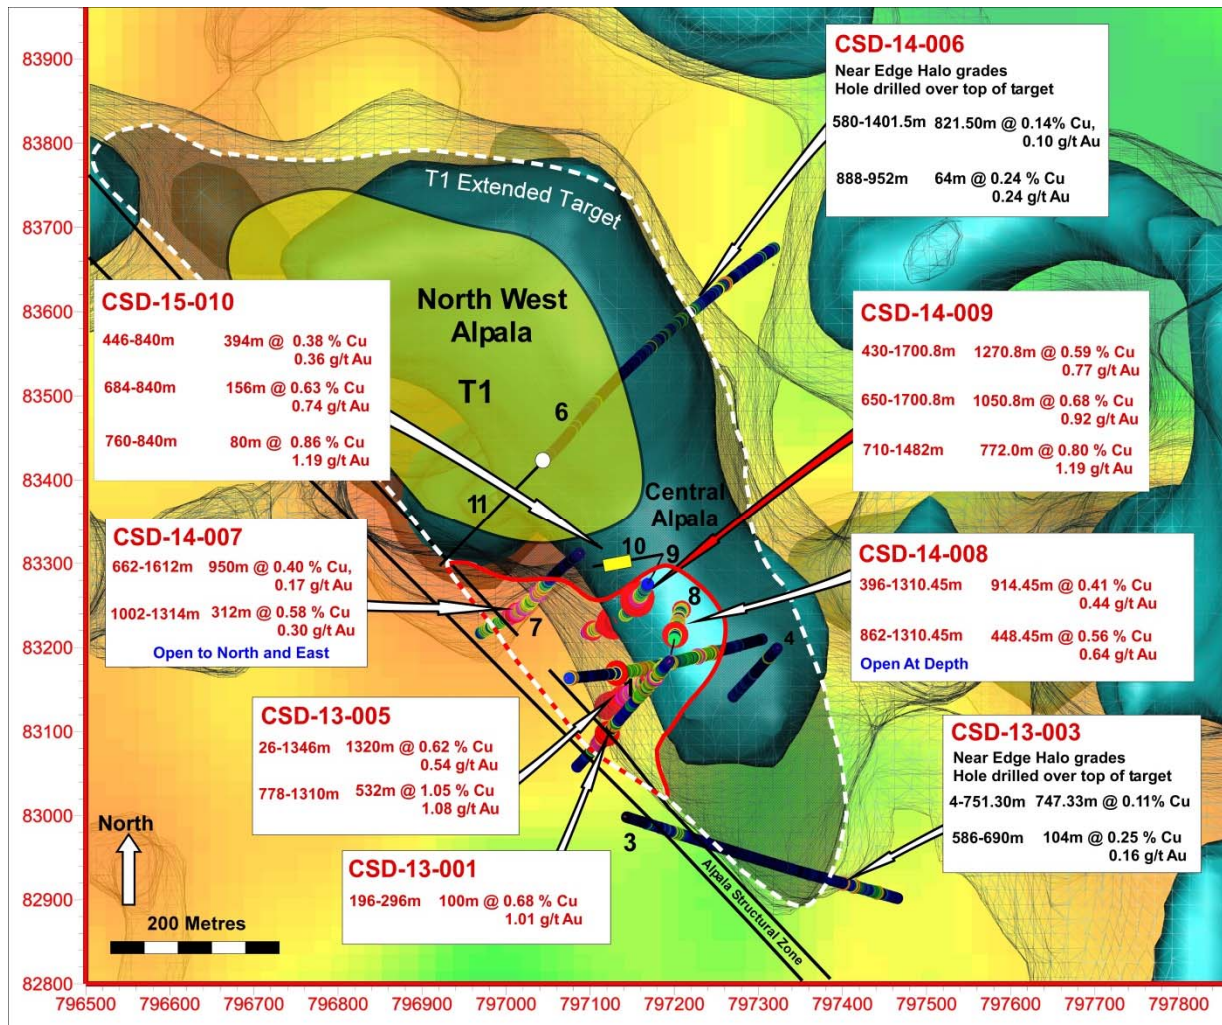 83900
83800
83700
83600
83500
83400
83300
83200
83100
83000
82900
82800
796500
796600
796700
796800
796900
797000
797100
797200
797300
797400
797500
797600
797700
797800
CSD-14-006
Near Edge Halo grades
Hole drilled over top of target
580-1401.5m 821.50m @ 0.14% Cu,
0.10 g/t Au
888-952m 64m @ 0.24 % Cu
0.24 g/t Au
T1 Extended Target
North West
Alpala
T1
6
11
CSD-15-010
446-840m 394m @ 0.38 % Cu
0.36 g/t Au
684-840m 156m @ 0.63 % Cu
0.74 g/t Au
760-840m 80m @ 0.86 % Cu
1.19 g/t Au
CSD-14-009
430-1700.8m 1270.8m @ 0.59 % Cu
0.77 g/t Au
650-1700.8m 1050.8m @ 0.68 % Cu
0.92 g/t Au
710-1482m 772.0m @ 0.80 % Cu
1.19 g/t Au
Central
Alpala
10
9
8
7
4
1
3
CSD-14-007
662-1612m 950m @ 0.40 % Cu,
0.17 g/t Au
1002-1314m 312m @ 0.58 % Cu
0.30 g/t Au
Open to North and East
CSD-14-008
396-1310.45m 914.45m @ 0.41 % Cu
0.44 g/t Au
862-1310.45m 448.45m @ 0.56 % Cu
0.64 g/t Au
Open At Depth
CSD-13-005
26-1346m 1320m @ 0.62 % Cu
0.54 g/t Au
778-1310m 532m @ 1.05 % Cu
1.08 g/t Au
CSD-13-003
Near Edge Halo grades
Hole drilled over top of target
4-751.30m 747.33m @ 0.11% Cu
586-690m 104m @ 0.25 % Cu
0.16 g/t Au
CSD-13-001
196-296m 100m @ 0.68 % Cu
1.01 g/t Au
Alpala Structural Zone
North
200 Metres